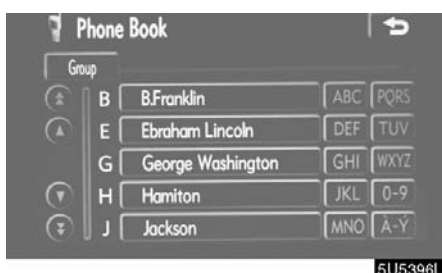 Phone Book
Group
B B.Franklin ABC PQRS
E Ebraham Lincoln DEF TUV
G George Washington GHI WXYZ
H Hamiton JKL 0-9
J Jackson MNO À-Ý
5U5396L